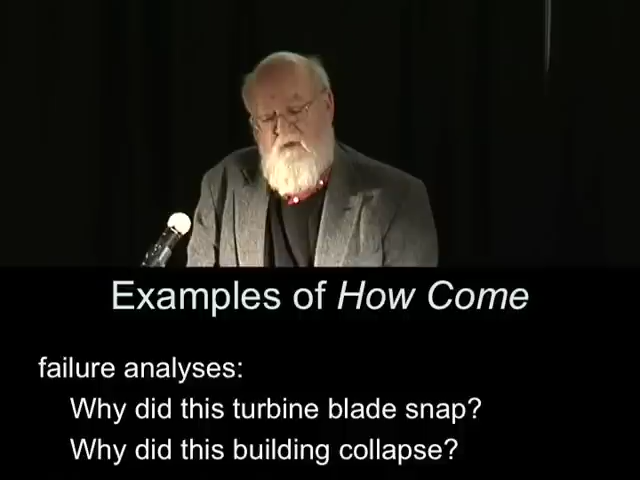 Examples of How Come
failure analyses:
Why did this turbine blade snap?
Why did this building collapse?